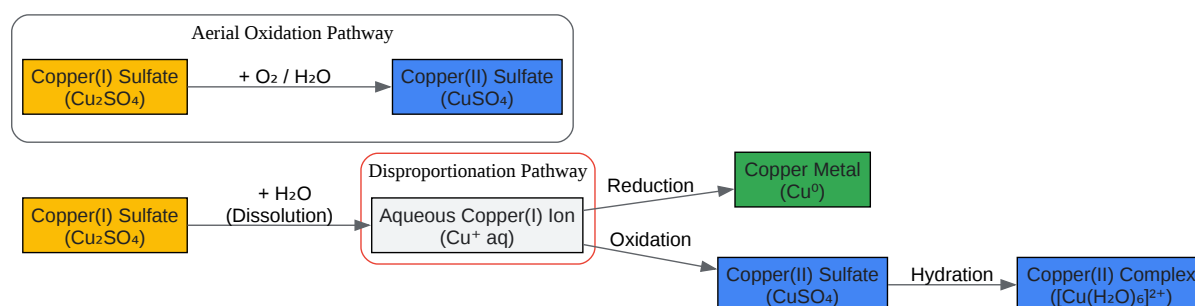 Aerial Oxidation Pathway
Copper(I) Sulfate
(Cu₂SO₄)
+ O₂ / H₂O
Copper(II) Sulfate
(CuSO₄)
Copper(I) Sulfate
(Cu₂SO₄)
+ H₂O
(Dissolution)
Disproportionation Pathway
Aqueous Copper(I) Ion
(Cu⁺ aq)
Reduction
Copper Metal
(Cu⁰)
Oxidation
Copper(II) Sulfate
(CuSO₄)
Hydration
Copper(II) Complex
([Cu(H₂O)₆]²⁺)